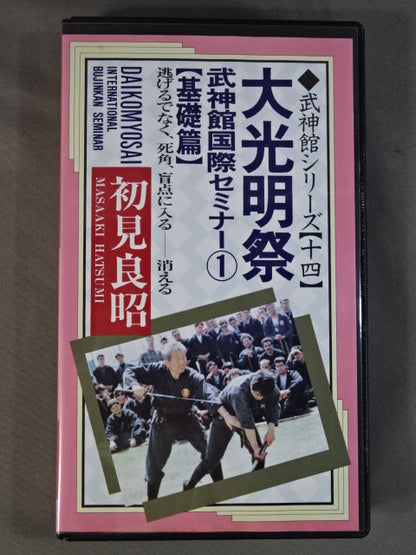 ◆武神館シリーズ【十四】
大光明祭
武神館国際セミナー①
【基礎篇】
逃げるでなく、死角、盲点に入る――消える
DAIKOMYOSAI
INTERNATIONAL
BUJINKAN SEMINAR
初見良昭
MASAAKI HATSUMI